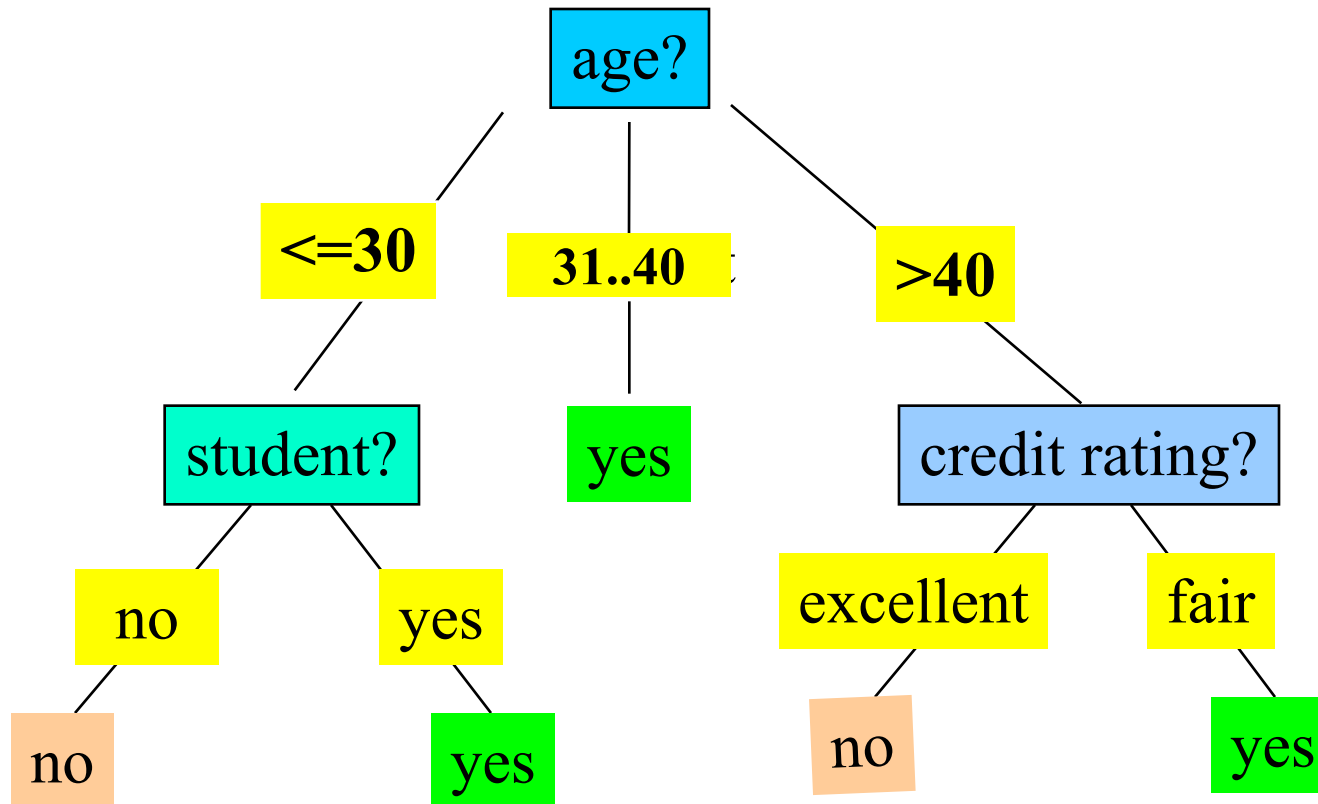 age?
<=30
31..40
>40
student?
yes
credit rating?
no
yes
excellent
fair
no
yes
no
yes